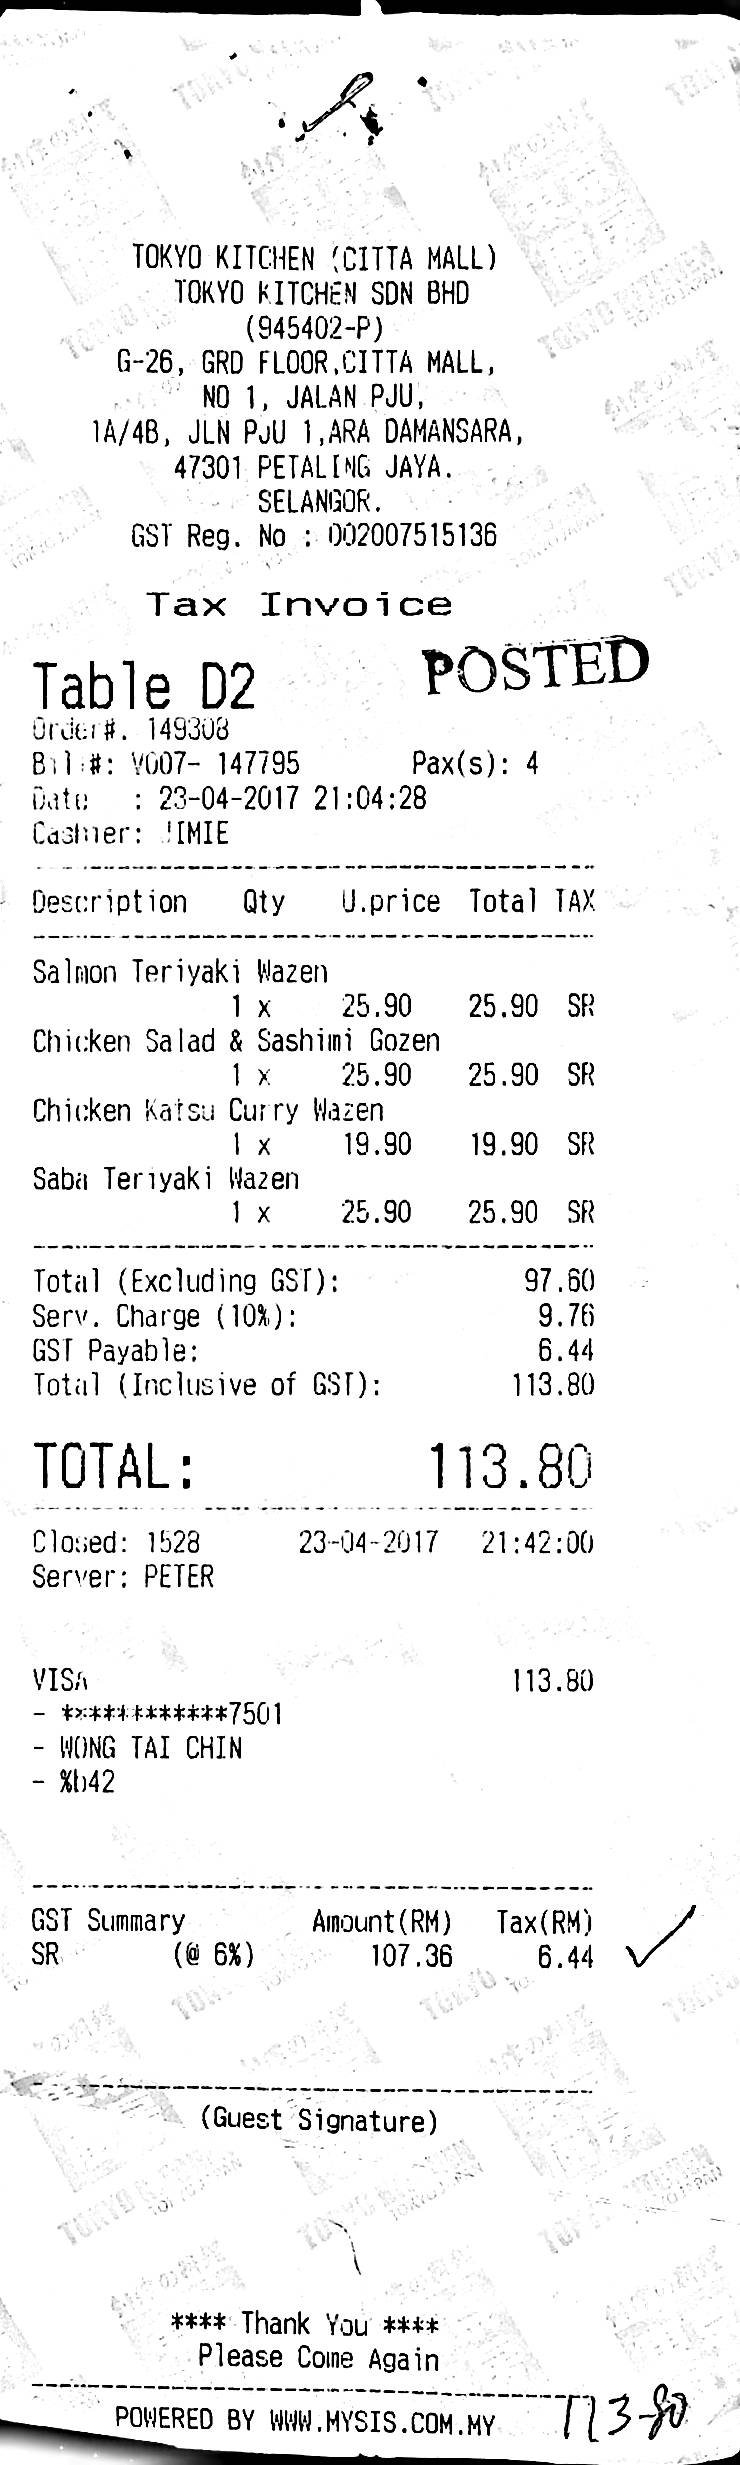 TOKYO KITCHEN (CITTA MALL)
TOKYO KITCHEN SDN BHD
(945402-P)
G-26, GRD FLOOR,CITTA MALL,
NO 1, JALAN PJU,
1A/4B, JLN PJU 1,ARA DAMANSARA,
47301 PETALING JAYA.
SELANGOR.
GST Reg. No : 002007515136
Tax Invoice
Table D2
POSTED
Order#. 149308
Bill#: V007- 147795 Pax(s): 4
Date : 23-04-2017 21:04:28
Cashier: JIMIE
Description Qty U.price Total TAX
Salmon Teriyaki Wazen
1 x 25.90 25.90 SR
Chicken Salad & Sashimi Gozen
1 x 25.90 25.90 SR
Chicken Katsu Curry Wazen
1 x 19.90 19.90 SR
Saba Teriyaki Wazen
1 x 25.90 25.90 SR
Total (Excluding GST): 97.60
Serv. Charge (10%): 9.76
GST Payable: 6.44
Total (Inclusive of GST): 113.80
TOTAL: 113.80
Closed: 1528 23-04-2017 21:42:00
Server: PETER
VISA 113.80
- ************7501
- WONG TAI CHIN
- %b42
GST Summary Amount(RM) Tax(RM)
SR (@ 6%) 107.36 6.44
(Guest Signature)
**** Thank You ****
Please Come Again
POWERED BY WWW.MYSIS.COM.MY
113-80